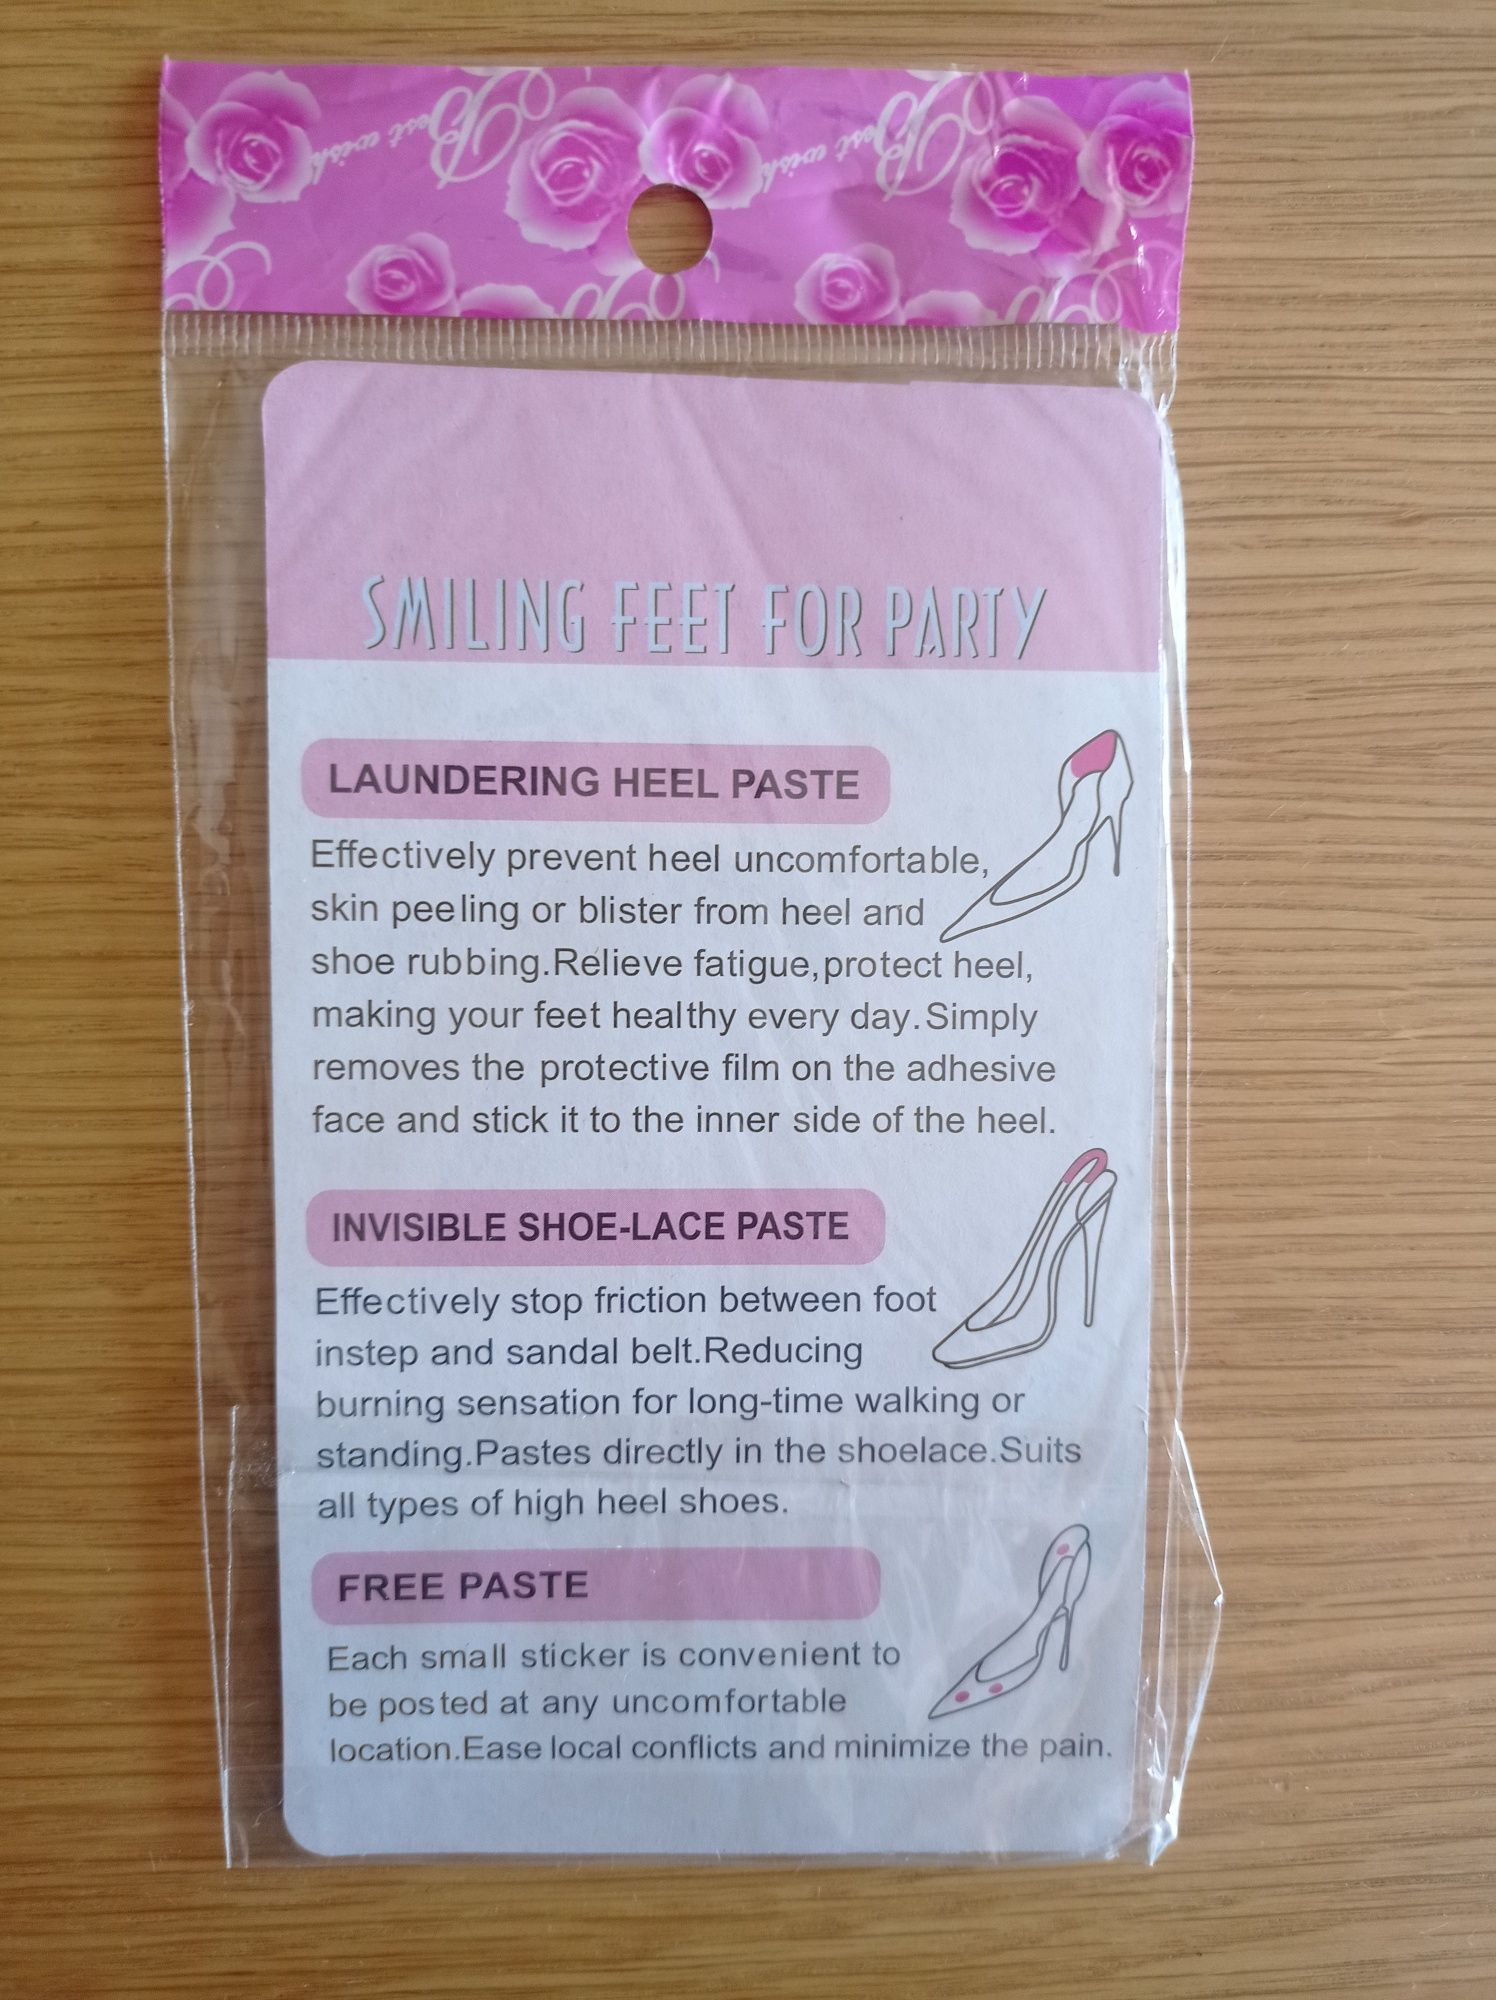 Best wish
Best wish
SMILING FEET FOR PARTY
LAUNDERING HEEL PASTE
Effectively prevent heel uncomfortable,
skin peeling or blister from heel and
shoe rubbing.Relieve fatigue,protect heel,
making your feet healthy every day.Simply
removes the protective film on the adhesive
face and stick it to the inner side of the heel.
INVISIBLE SHOE-LACE PASTE
Effectively stop friction between foot
instep and sandal belt.Reducing
burning sensation for long-time walking or
standing.Pastes directly in the shoelace.Suits
all types of high heel shoes.
FREE PASTE
Each small sticker is convenient to
be posted at any uncomfortable
location.Ease local conflicts and minimize the pain.